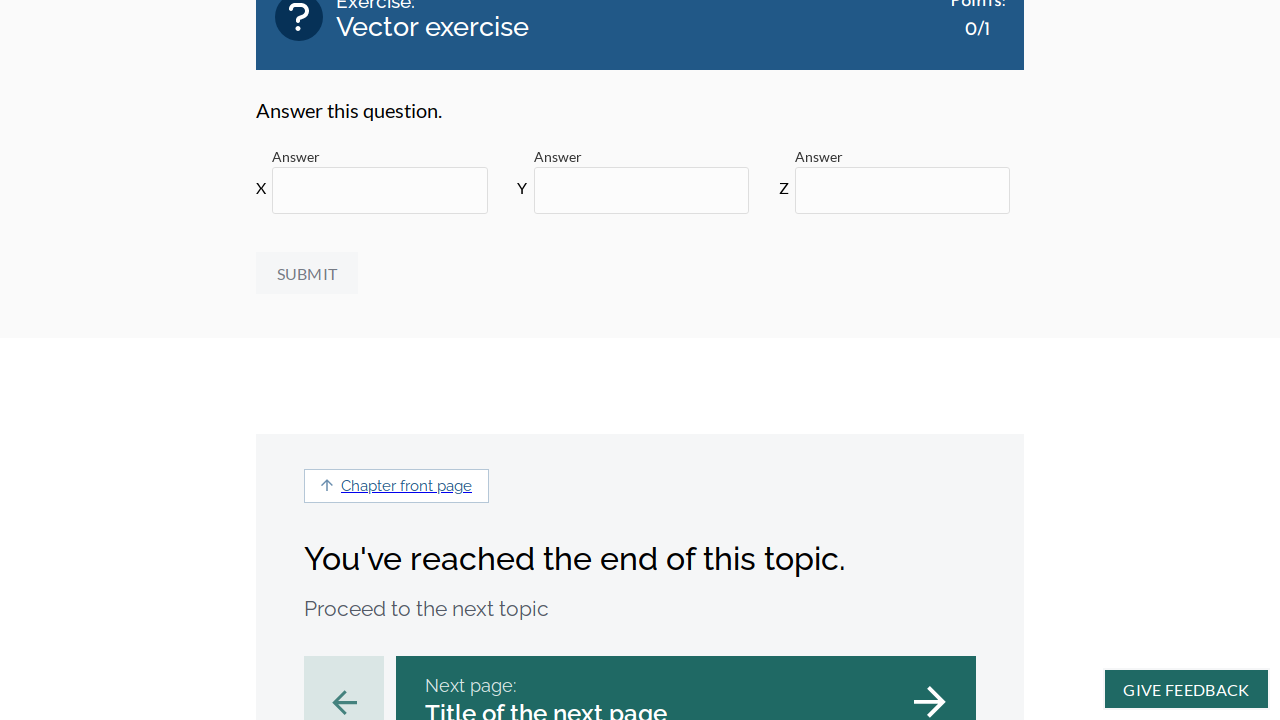 Exercise:
Vector exercise
Points:
0/1
Answer this question.
Answer
Answer
Answer
X
Y
Z
SUBMIT
Chapter front page
You've reached the end of this topic.
Proceed to the next topic
Next page:
Title of the next page
GIVE FEEDBACK